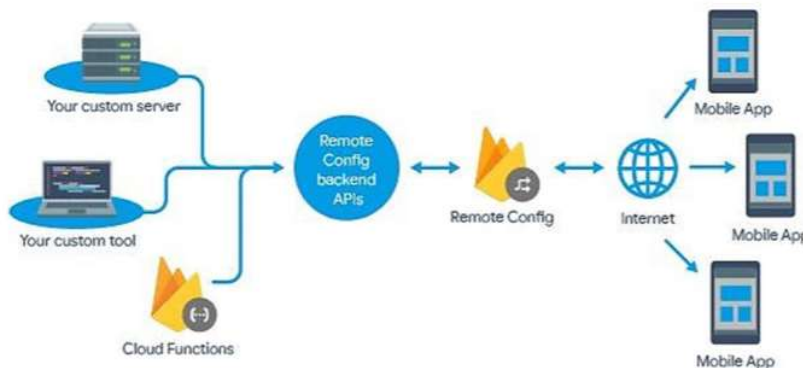 Your custom server
Your custom tool
Cloud Functions
Remote
Config
backend
APIs
Remote Config
Internet
Mobile App
Mobile App
Mobile App